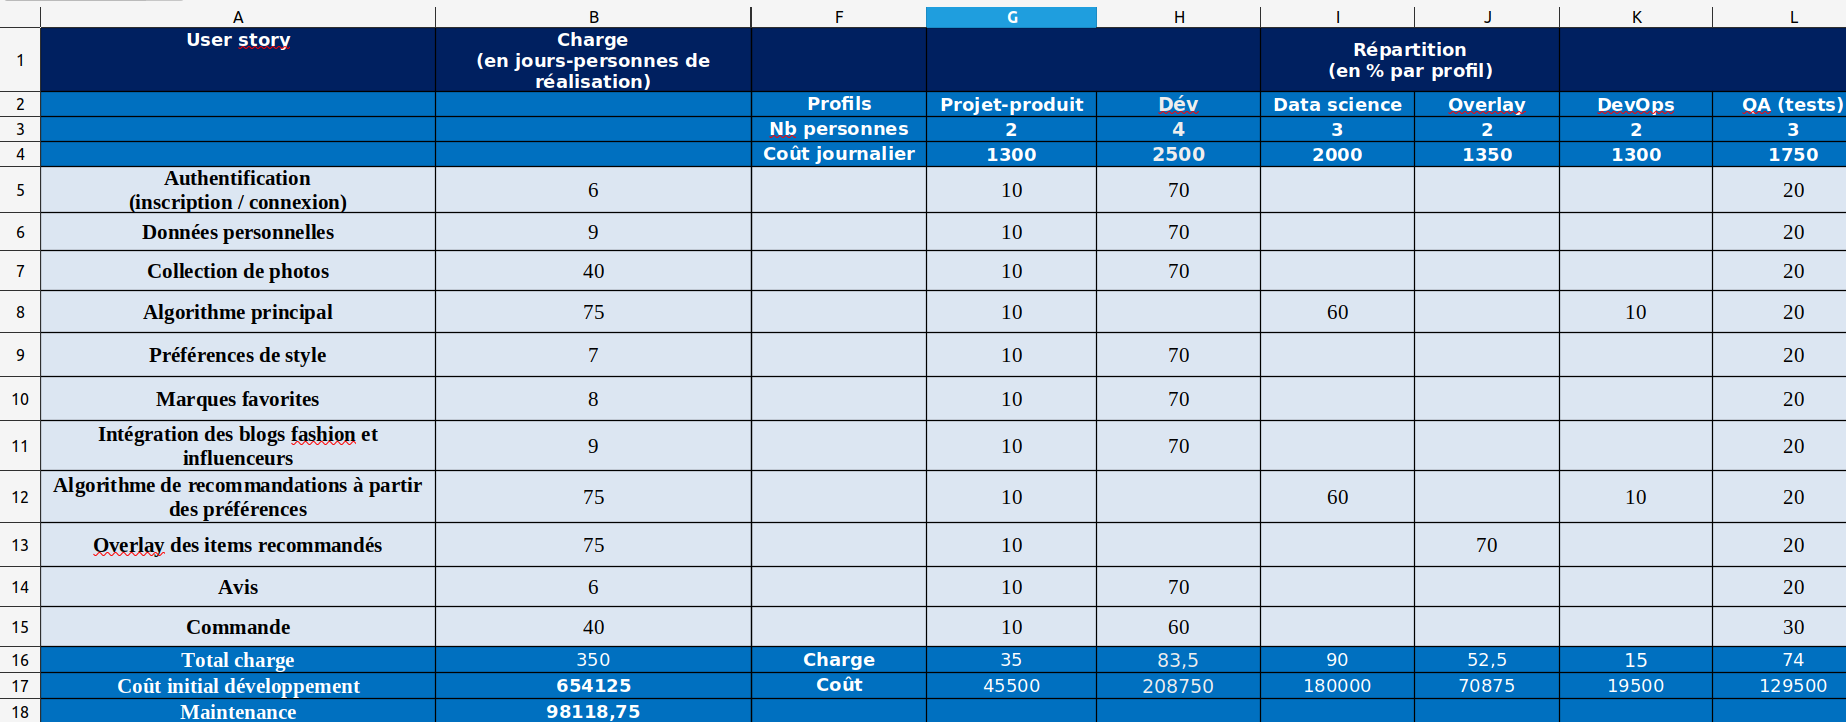 A B F G H I J K L
1 User story Charge (en jours-personnes de réalisation) Répartition (en % par profil)
2 Profils Projet-produit Dév Data science Overlay DevOps QA (tests)
3 Nb personnes 2 4 3 2 2 3
4 Coût journalier 1300 2500 2000 1350 1300 1750
5 Authentification (inscription / connexion) 6 10 70 20
6 Données personnelles 9 10 70 20
7 Collection de photos 40 10 70 20
8 Algorithme principal 75 10 60 10 20
9 Préférences de style 7 10 70 20
10 Marques favorites 8 10 70 20
11 Intégration des blogs fashion et influenceurs 9 10 70 20
12 Algorithme de recommandations à partir des préférences 75 10 60 10 20
13 Overlay des items recommandés 75 10 70 20
14 Avis 6 10 70 20
15 Commande 40 10 60 30
16 Total charge 350 Charge 35 83,5 90 52,5 15 74
17 Coût initial développement 654125 Coût 45500 208750 180000 70875 19500 129500
18 Maintenance 98118,75